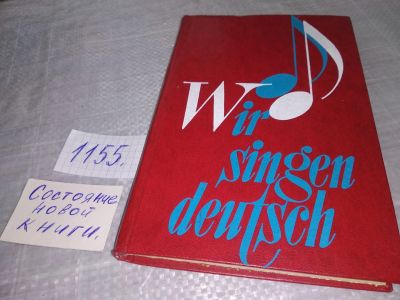 Wir
singen
deutsch
1155.
Состояние
новой
книги.